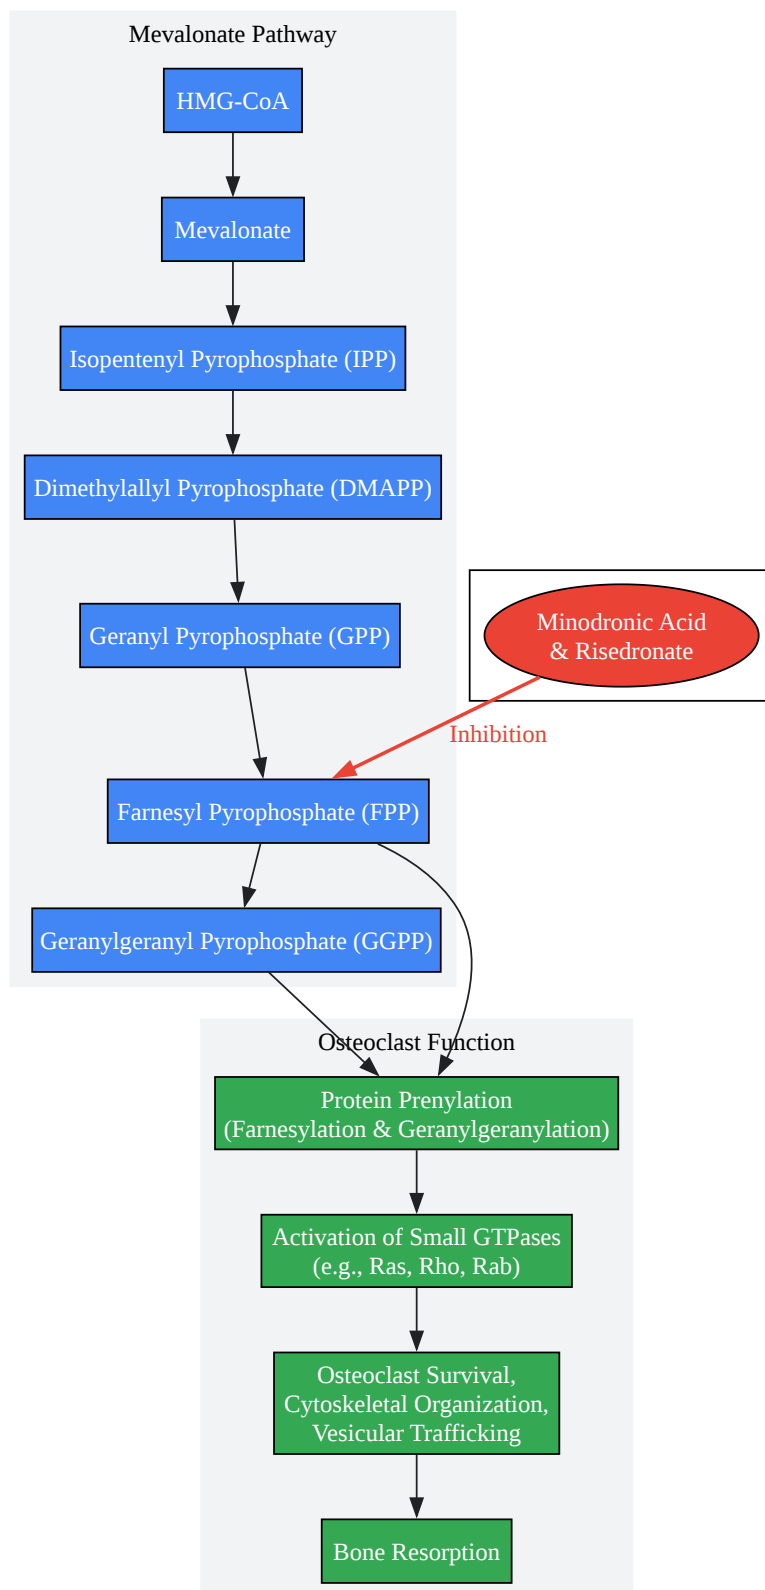 Mevalonate Pathway
HMG-CoA
Mevalonate
Isopentenyl Pyrophosphate (IPP)
Dimethylallyl Pyrophosphate (DMAPP)
Geranyl Pyrophosphate (GPP)
Minodronic Acid
& Risedronate
Inhibition
Farnesyl Pyrophosphate (FPP)
Geranylgeranyl Pyrophosphate (GGPP)
Osteoclast Function
Protein Prenylation
(Farnesylation & Geranylgeranylation)
Activation of Small GTPases
(e.g., Ras, Rho, Rab)
Osteoclast Survival,
Cytoskeletal Organization,
Vesicular Trafficking
Bone Resorption